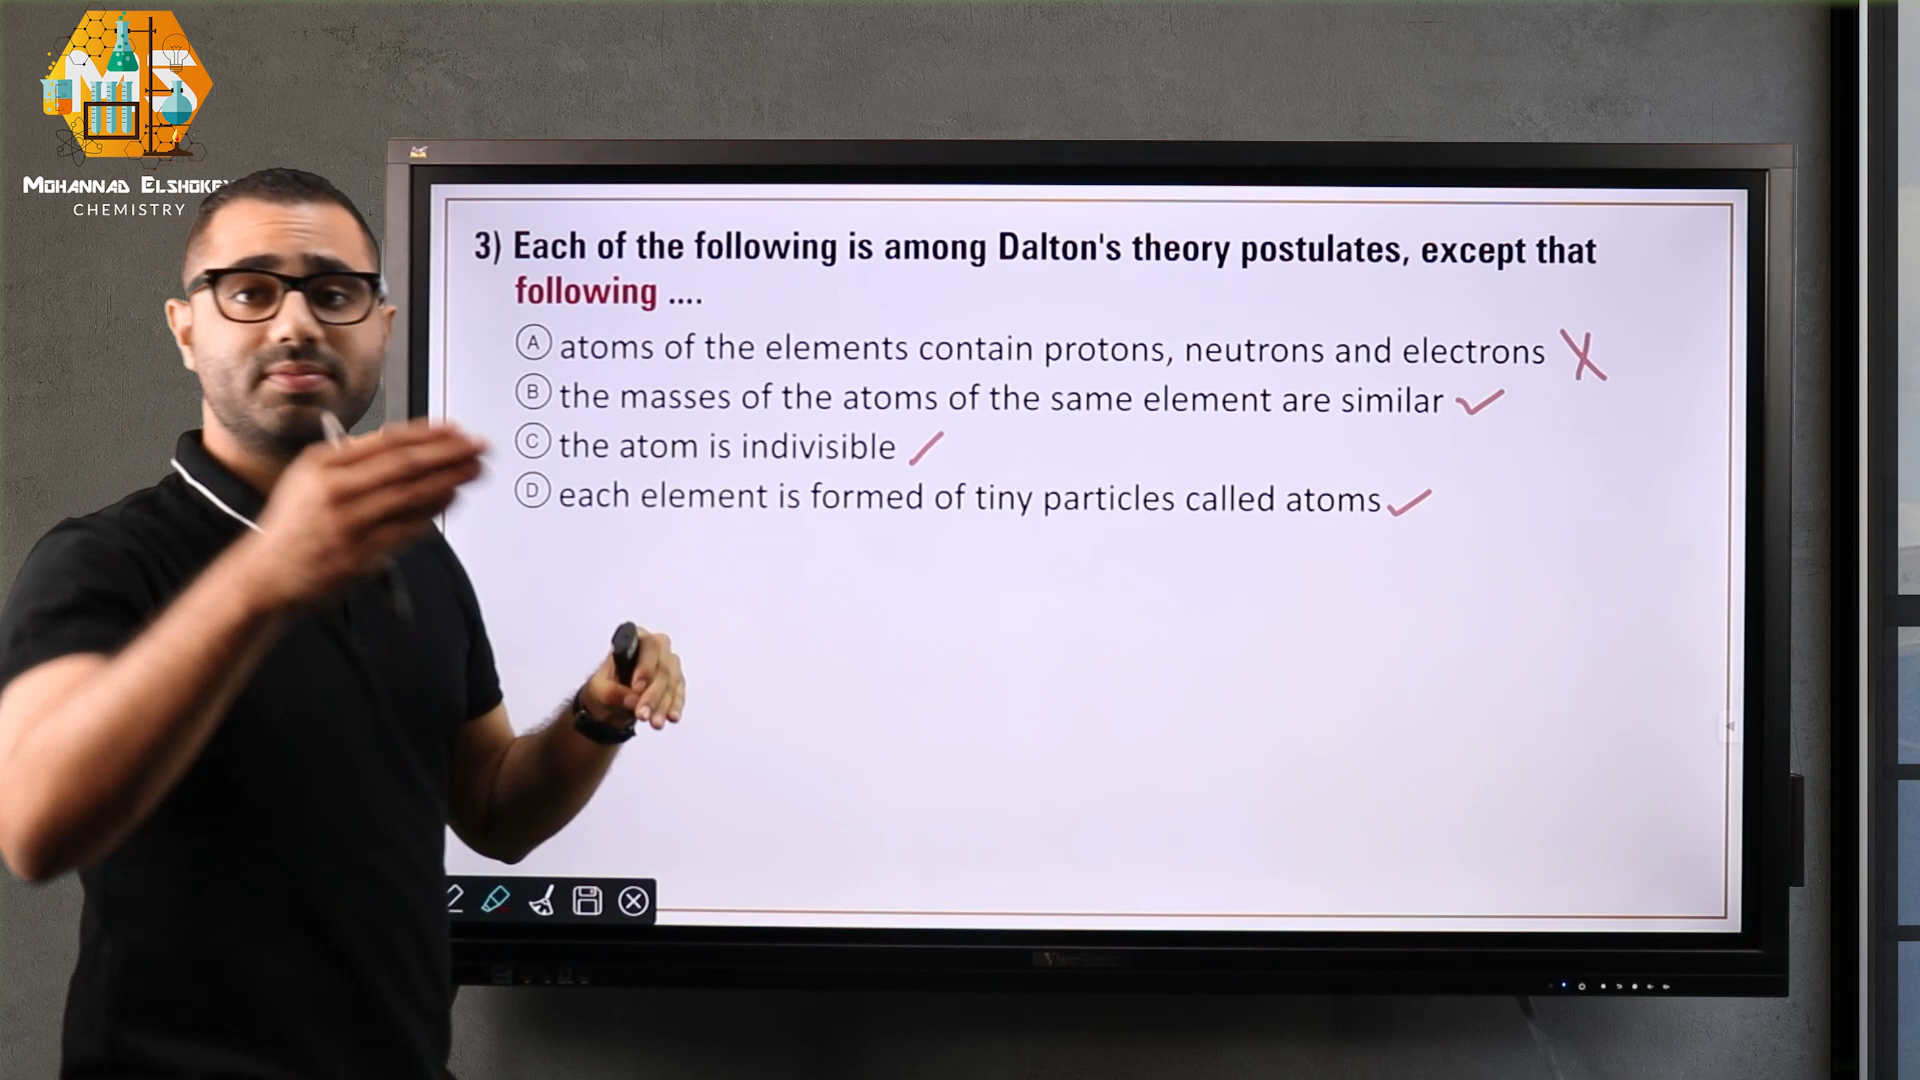 MS
MOHANNAD ELSHOKEY
CHEMISTRY
3) Each of the following is among Dalton's theory postulates, except that
following ....
A atoms of the elements contain protons, neutrons and electrons
B the masses of the atoms of the same element are similar
C the atom is indivisible
D each element is formed of tiny particles called atoms